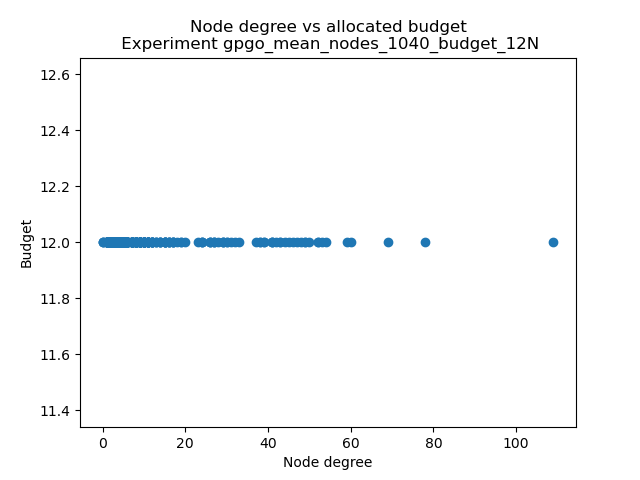 Node degree vs allocated budget
Experiment gpgo_mean_nodes_1040_budget_12N
12.6
12.4
12.2
12.0
11.8
11.6
11.4
Budget
0 20 40 60 80 100
Node degree